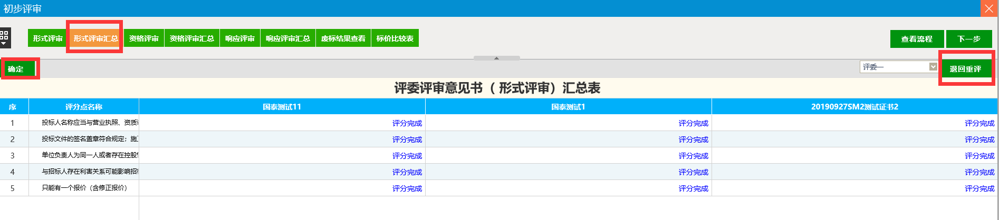 初步评审
形式评审 形式评审汇总 资格评审 资格评审汇总 响应评审 响应评审汇总 废标结果查看 标价比较表 查看流程 下一步
确定 评委一 退回重评
评委评审意见书（ 形式评审）汇总表
序 评分点名称 国泰测试11 国泰测试1 20190927SM2测试证书2
1 投标人名称应当与营业执照、资质 评分完成 评分完成 评分完成
2 投标文件的签名盖章符合规定；施 评分完成 评分完成 评分完成
3 单位负责人为同一人或者存在控股 评分完成 评分完成 评分完成
4 与招标人存在利害关系可能影响招 评分完成 评分完成 评分完成
5 只能有一个报价（含修正报价） 评分完成 评分完成 评分完成